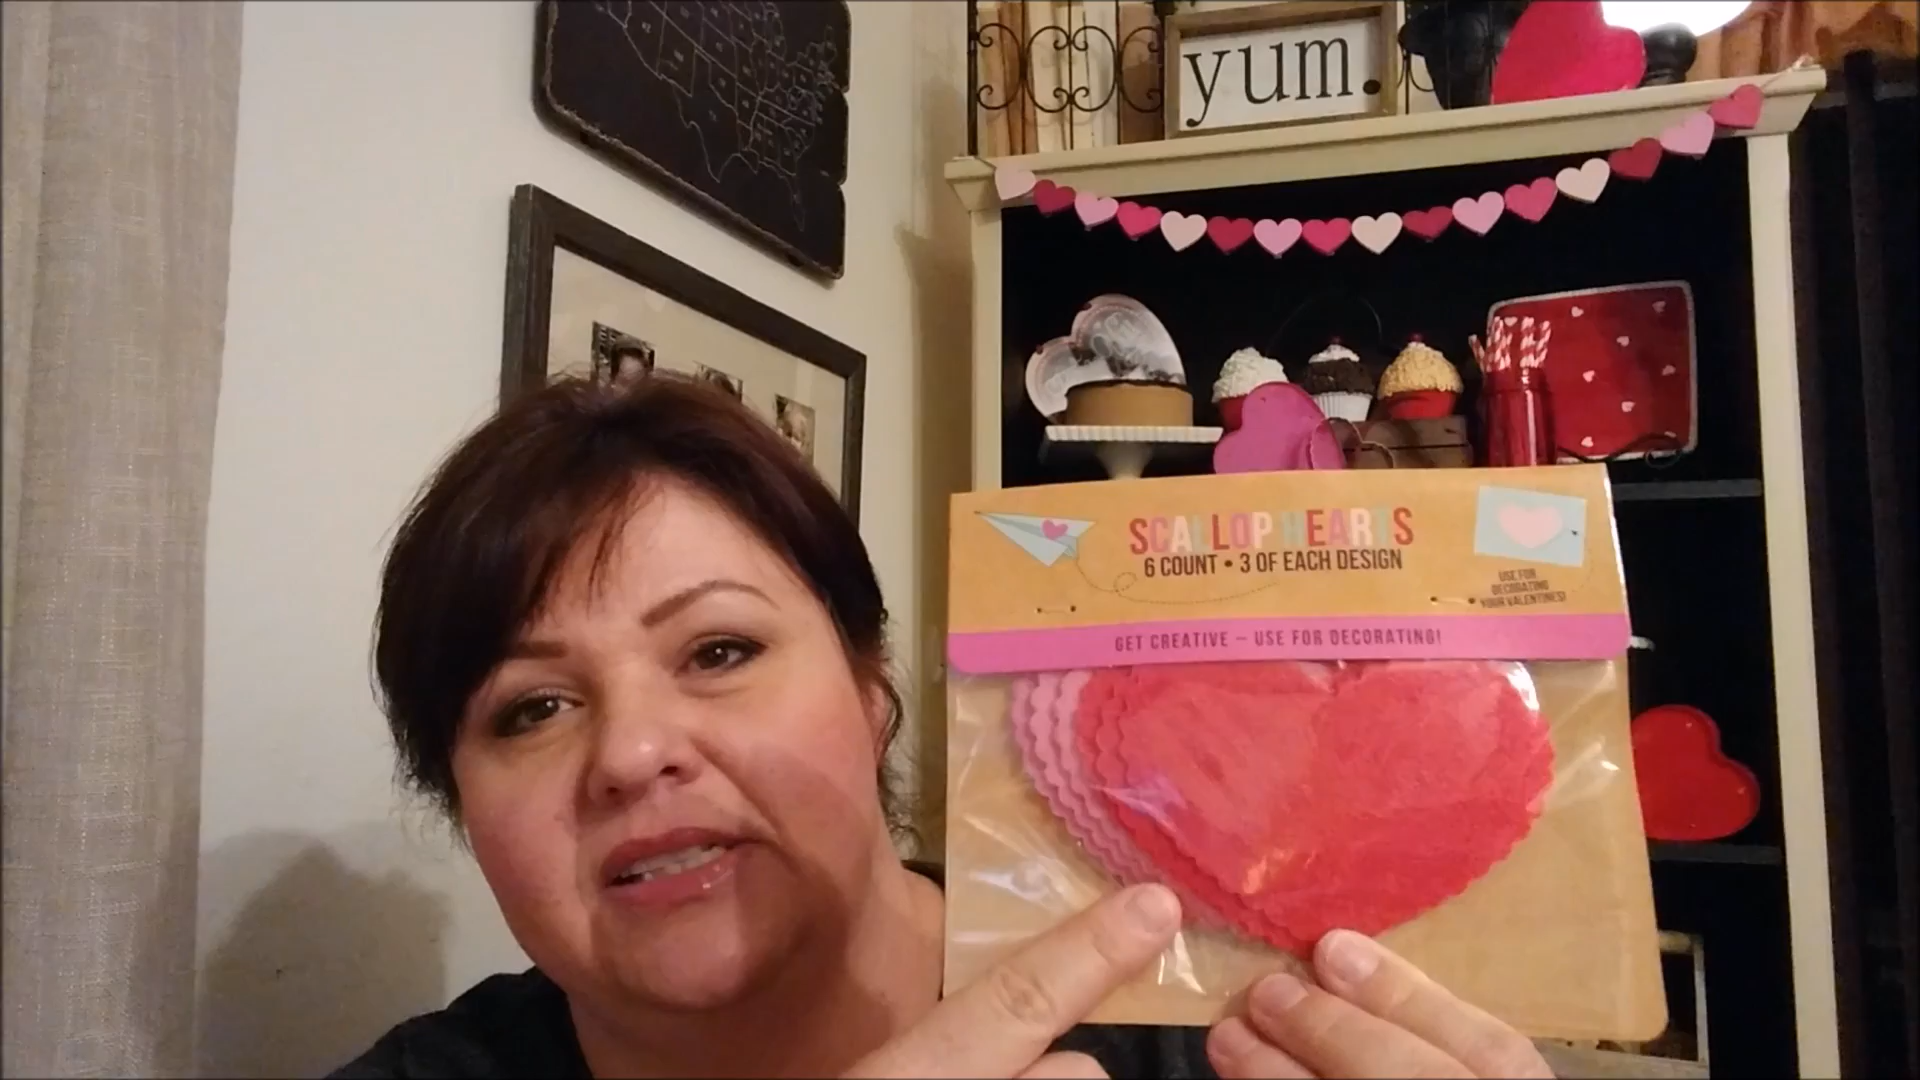 yum.
SCALLOP HEARTS
6 COUNT • 3 OF EACH DESIGN
USE FOR
DECORATING
YOUR VALENTINES!
GET CREATIVE – USE FOR DECORATING!